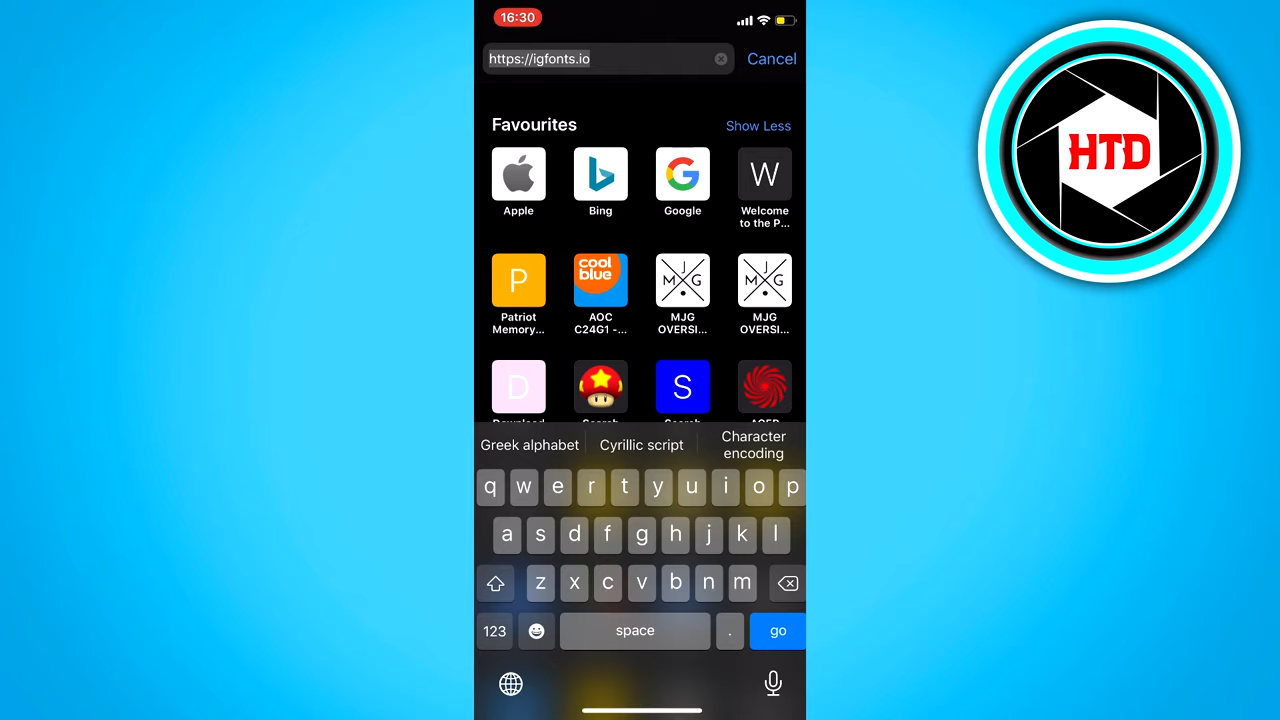 16:30
https://igfonts.io
Cancel
HTD
Favourites
Show Less
W
Apple
Bing
Google
Welcome
to the P...
P
cool
blue
J
M G
J
M G
Patriot
Memory...
AOC
C24G1 -...
MJG
OVERSI...
MJG
OVERSI...
D
S
Greek alphabet
Cyrillic script
Character
encoding
q w e r t y u i o p
a s d f g h j k l
z x c v b n m
123
space
.
go